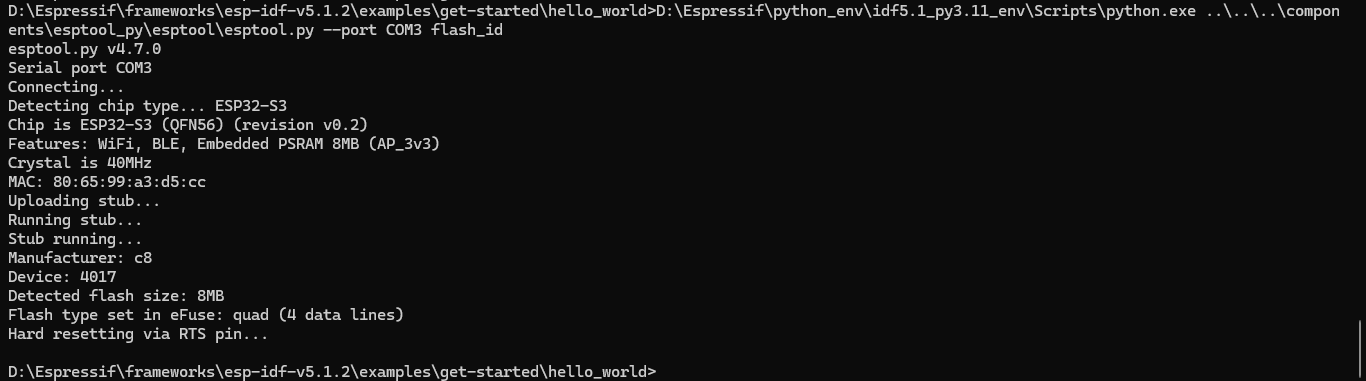 D:\Espressif\frameworks\esp-idf-v5.1.2\examples\get-started\hello_world>D:\Espressif\python_env\idf5.1_py3.11_env\Scripts\python.exe ..\..\..\compon
ents\esptool_py\esptool\esptool.py --port COM3 flash_id
esptool.py v4.7.0
Serial port COM3
Connecting...
Detecting chip type... ESP32-S3
Chip is ESP32-S3 (QFN56) (revision v0.2)
Features: WiFi, BLE, Embedded PSRAM 8MB (AP_3v3)
Crystal is 40MHz
MAC: 80:65:99:a3:d5:cc
Uploading stub...
Running stub...
Stub running...
Manufacturer: c8
Device: 4017
Detected flash size: 8MB
Flash type set in eFuse: quad (4 data lines)
Hard resetting via RTS pin...
D:\Espressif\frameworks\esp-idf-v5.1.2\examples\get-started\hello_world>